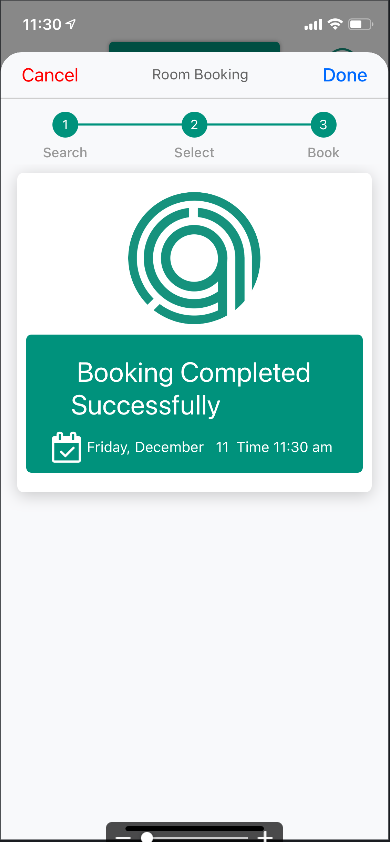 11:30
Cancel Room Booking Done
1 2 3
Search Select Book
Booking Completed
Successfully
Friday, December 11 Time 11:30 am